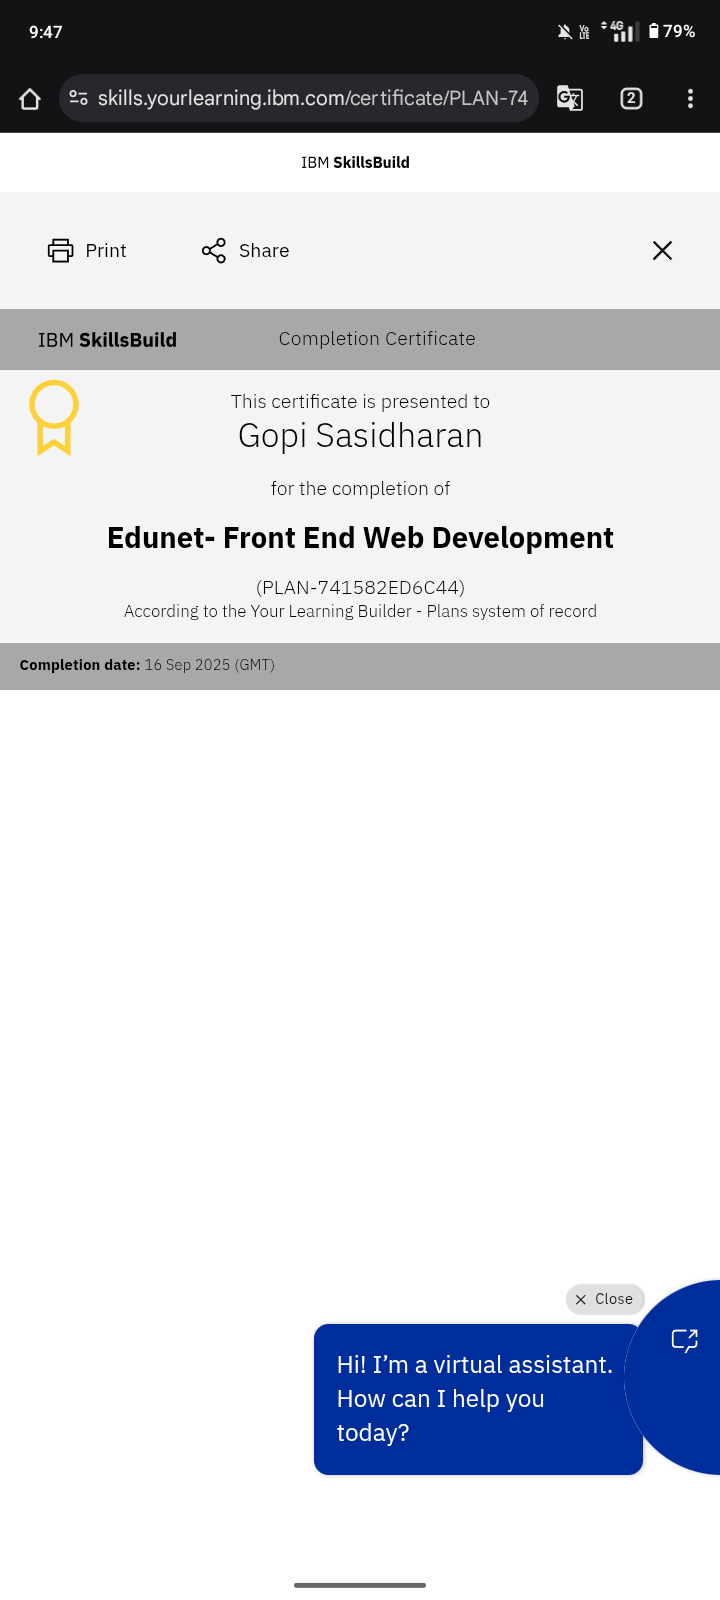 9:47
Vo LTE 4G 79%
skills.yourlearning.ibm.com/certificate/PLAN-74
2
IBM SkillsBuild
Print Share
IBM SkillsBuild Completion Certificate
This certificate is presented to
Gopi Sasidharan
for the completion of
Edunet- Front End Web Development
(PLAN-741582ED6C44)
According to the Your Learning Builder - Plans system of record
Completion date: 16 Sep 2025 (GMT)
Close
Hi! I’m a virtual assistant.
How can I help you
today?